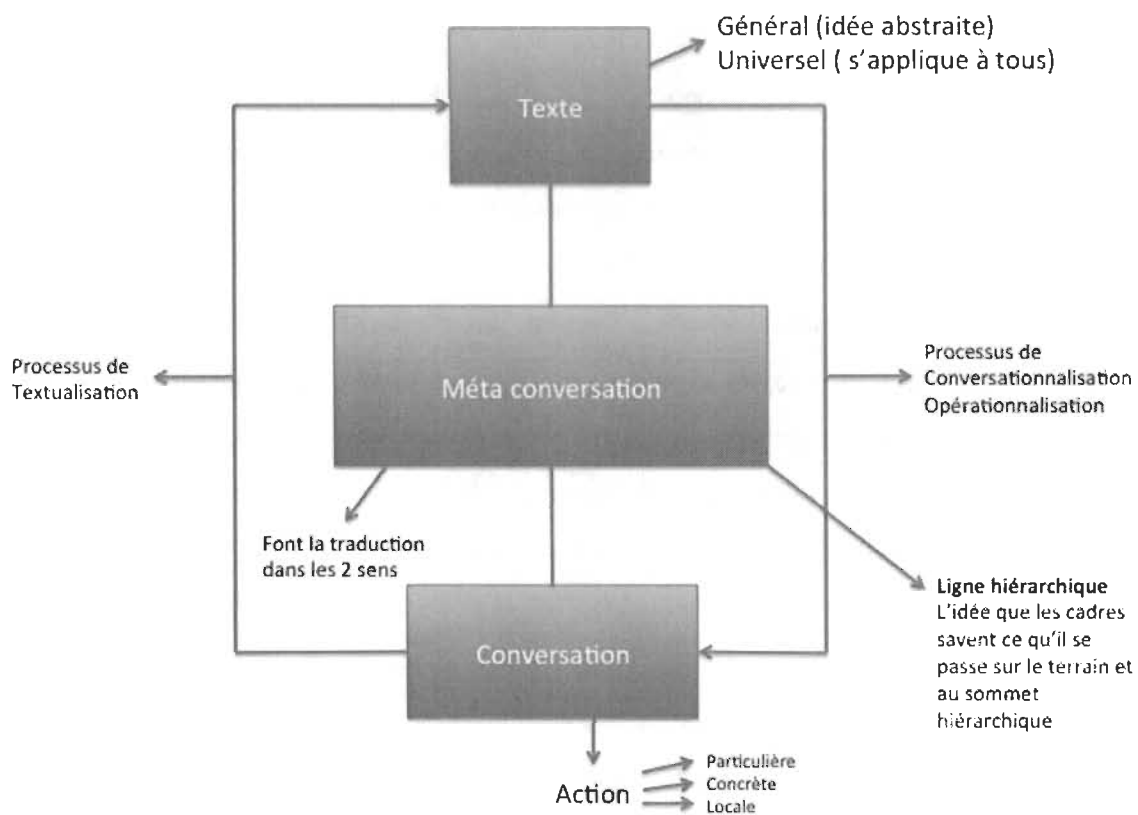 Général (idée abstraite)
Universel ( s'applique à tous)
Texte
Processus de
Textualisation
Méta conversation
Processus de
Conversationnalisation
Opérationnalisation
Font la traduction
dans les 2 sens
Ligne hiérarchique
L'idée que les cadres
savent ce qu'il se
passe sur le terrain et
au sommet
hiérarchique
Conversation
Action
Particulière
Concrète
Locale